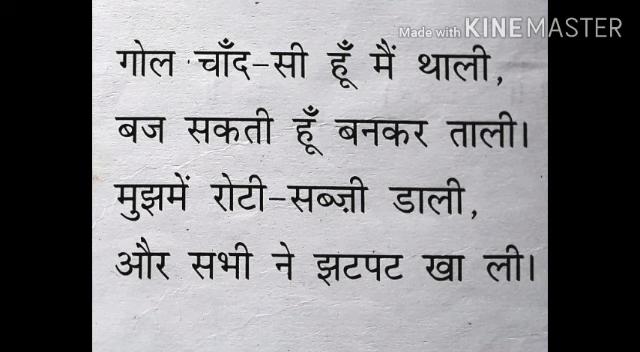 Made with KINEMASTER
गोल चाँद-सी हूँ मैं थाली,
बज सकती हूँ बनकर ताली।
मुझमें रोटी-सब्ज़ी डाली,
और सभी ने झटपट खा ली।